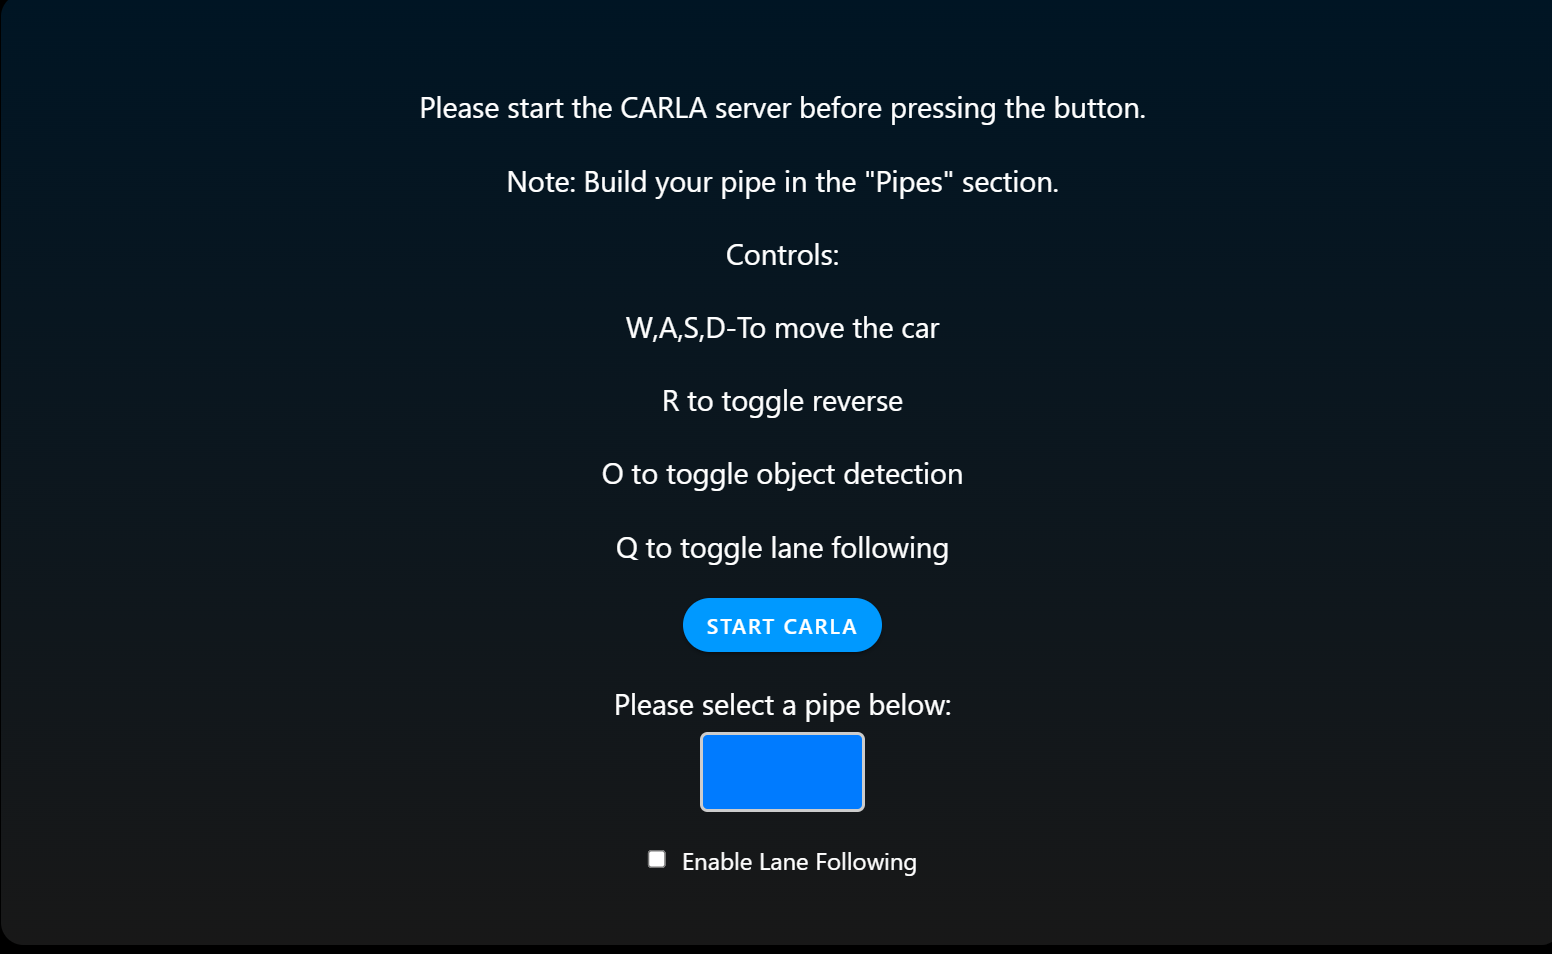 Please start the CARLA server before pressing the button.
Note: Build your pipe in the "Pipes" section.
Controls:
W,A,S,D-To move the car
R to toggle reverse
O to toggle object detection
Q to toggle lane following
START CARLA
Please select a pipe below:
Enable Lane Following